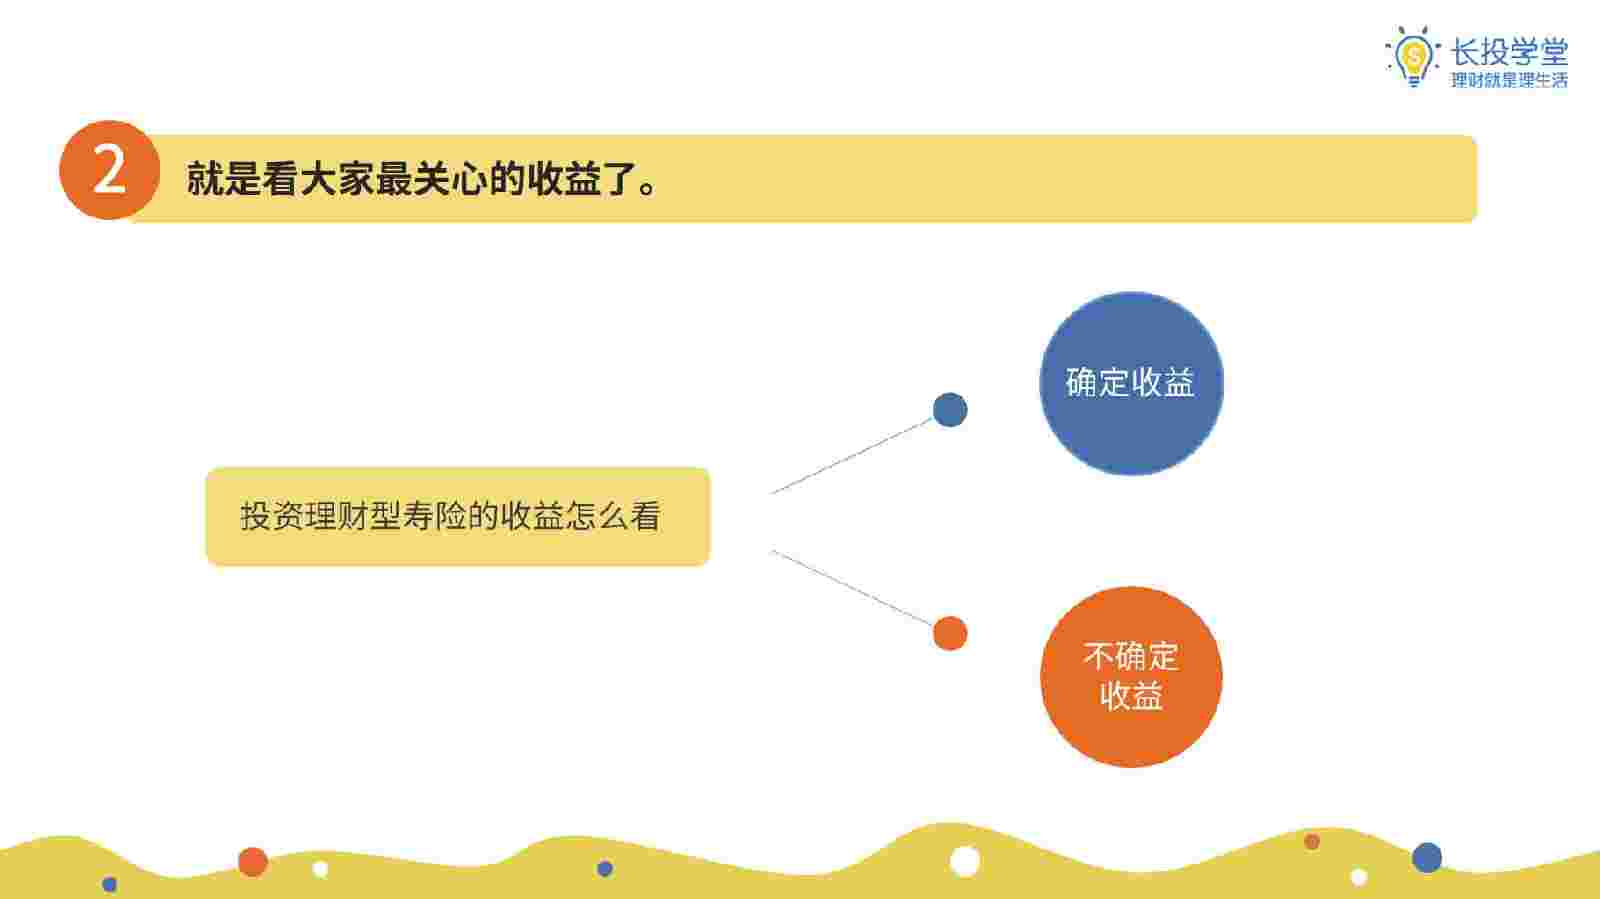 长投学堂
理财就是理生活
2
就是看大家最关心的收益了。
确定收益
投资理财型寿险的收益怎么看
不确定
收益